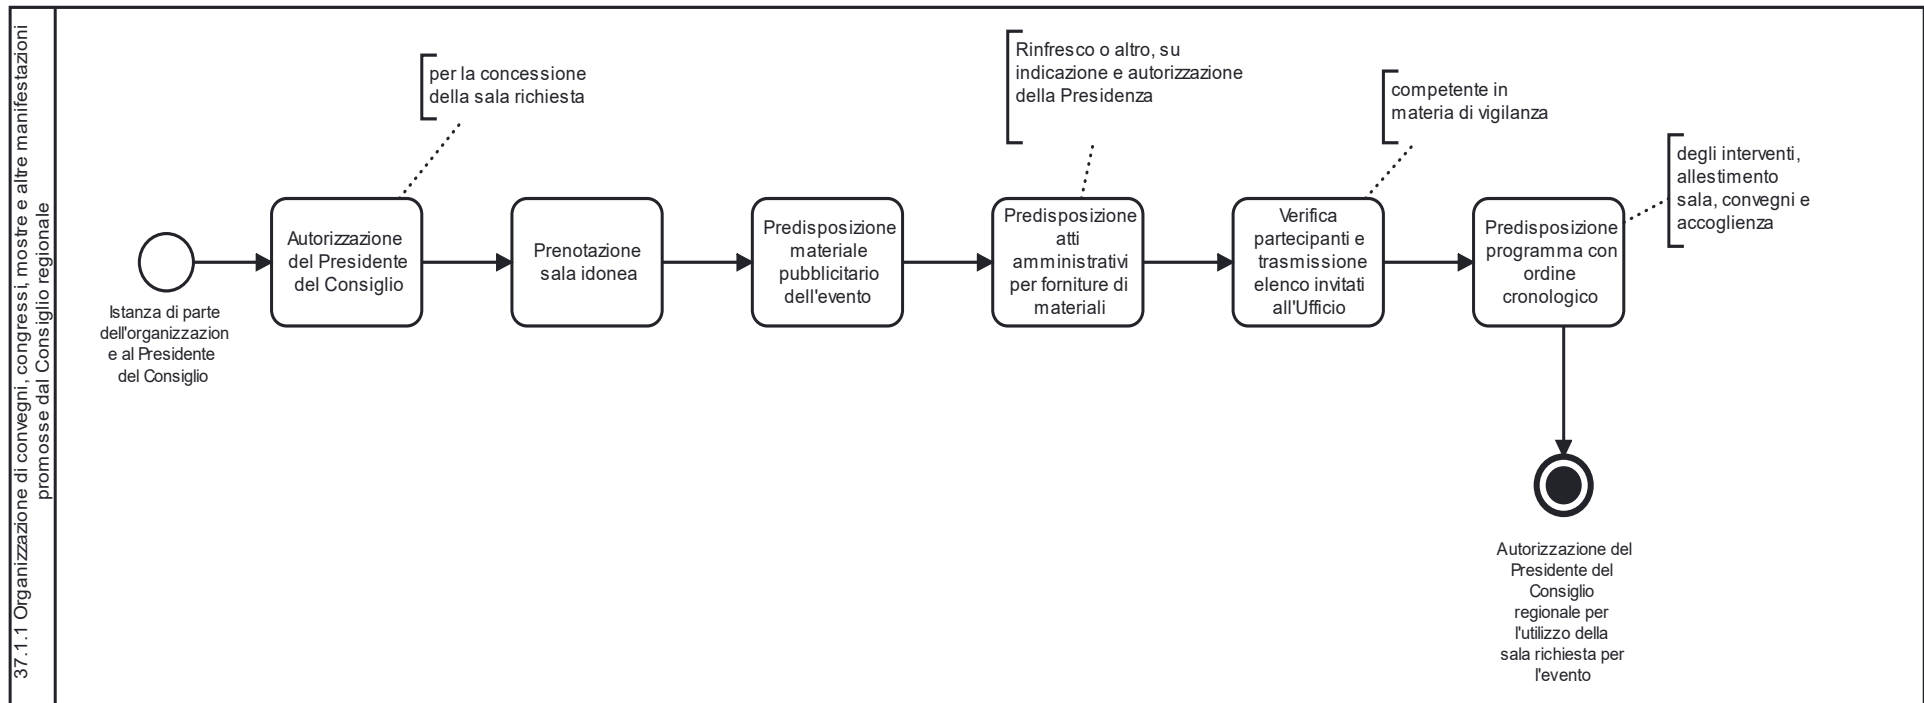 37.1.1 Organizzazione di convegni, congressi, mostre e altre manifestazioni
promosse dal Consiglio regionale
Istanza di parte
dell'organizzazion
e al Presidente
del Consiglio
Autorizzazione
del Presidente
del Consiglio
per la concessione
della sala richiesta
Prenotazione
sala idonea
Predisposizione
materiale
pubblicitario
dell'evento
Predisposizione
atti
amministrativi
per forniture di
materiali
Rinfresco o altro, su
indicazione e autorizzazione
della Presidenza
Verifica
partecipanti e
trasmissione
elenco invitati
all'Ufficio
competente in
materia di vigilanza
Predisposizione
programma con
ordine
cronologico
degli interventi,
allestimento
sala, convegni e
accoglienza
Autorizzazione del
Presidente del
Consiglio
regionale per
l'utilizzo della
sala richiesta per
l'evento